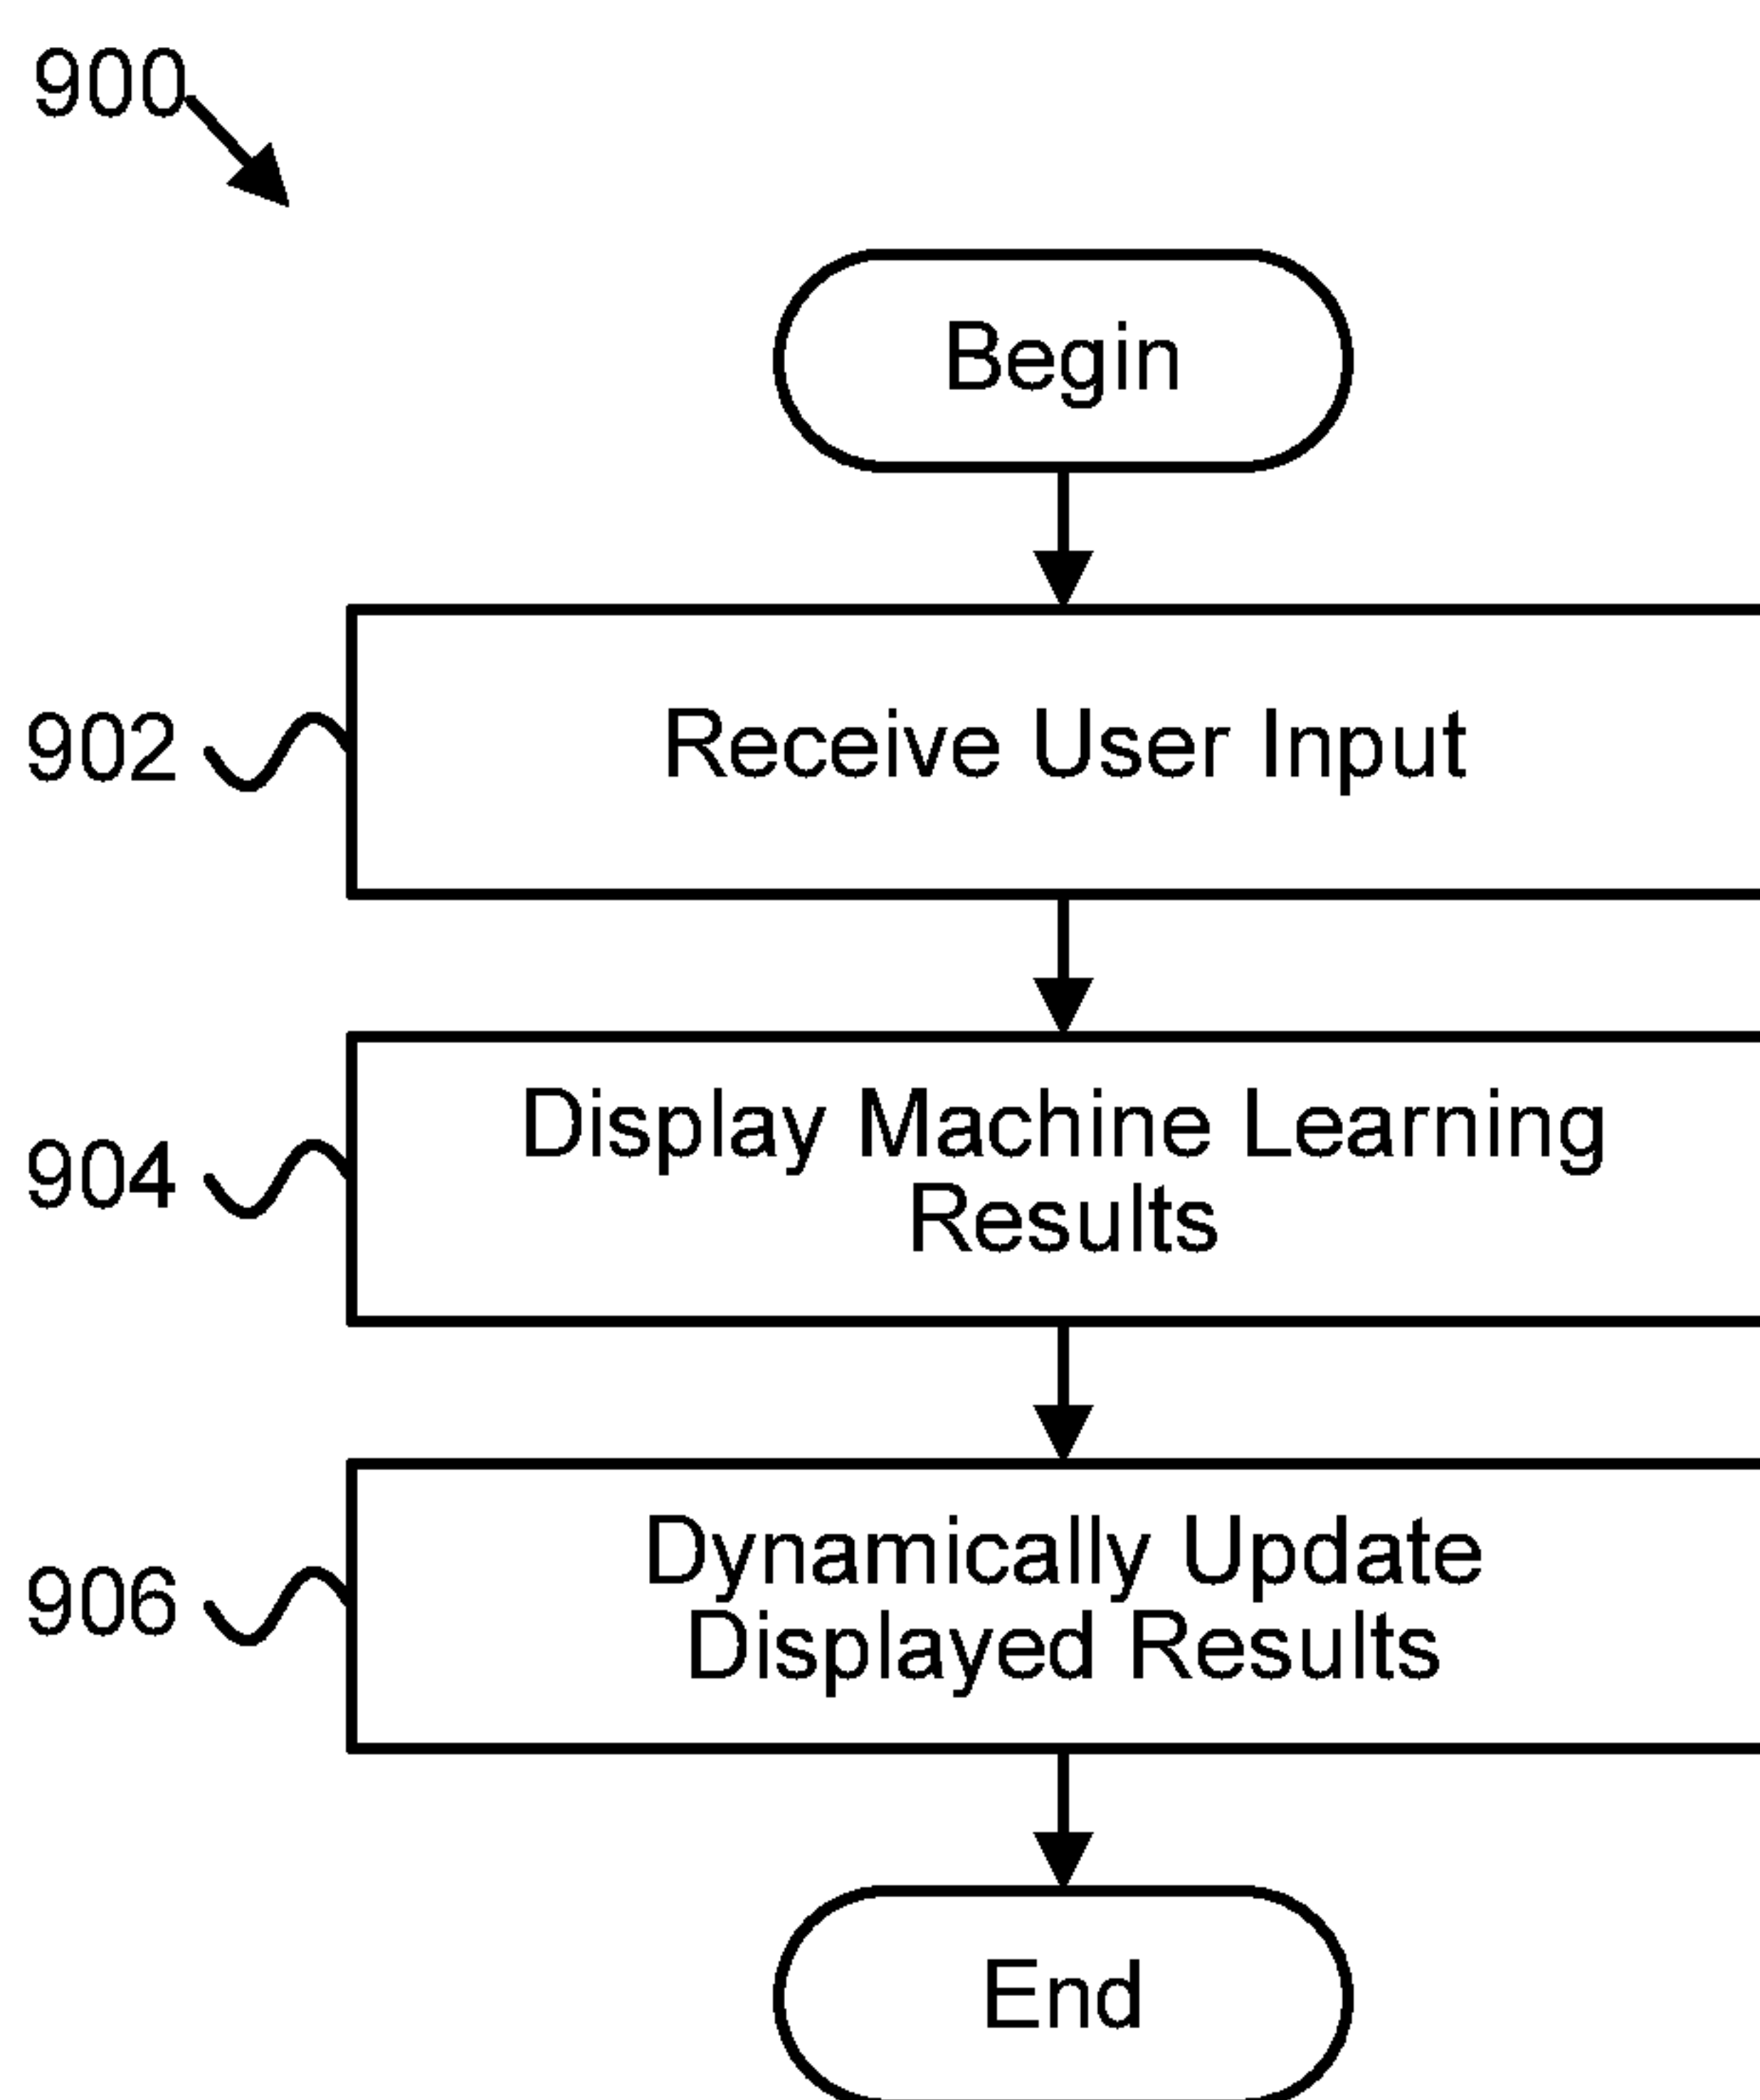 900
Begin
902
Receive User Input
904
Display Machine Learning
Results
906
Dynamically Update
Displayed Results
End